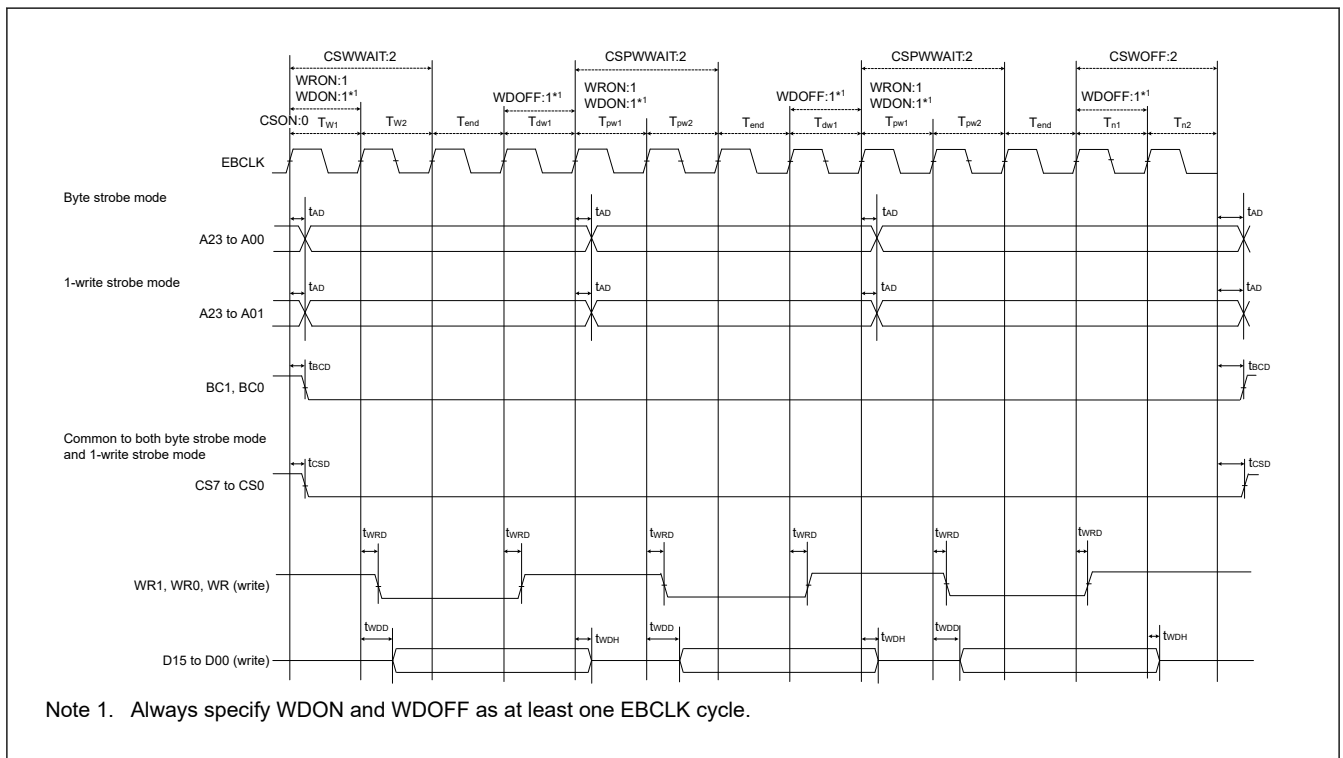 CSWWAIT:2 CSPWWAIT:2 CSPWWAIT:2 CSWOFF:2
WRON:1 WRON:1 WRON:1
WDON:1*1 WDOFF:1*1 WDON:1*1 WDOFF:1*1 WDON:1*1 WDOFF:1*1
CSON:0 TW1 TW2 Tend Tdw1 Tpw1 Tpw2 Tend Tdw1 Tpw1 Tpw2 Tend Tn1 Tn2
EBCLK
Byte strobe mode
tAD tAD tAD tAD
A23 to A00
1-write strobe mode
tAD tAD tAD tAD
A23 to A01
tBCD tBCD
BC1, BC0
Common to both byte strobe mode
and 1-write strobe mode
tCSD tCSD
CS7 to CS0
tWRD tWRD tWRD tWRD tWRD tWRD
WR1, WR0, WR (write)
tWDD tWDH tWDD tWDH tWDD tWDH
D15 to D00 (write)
Note 1. Always specify WDON and WDOFF as at least one EBCLK cycle.